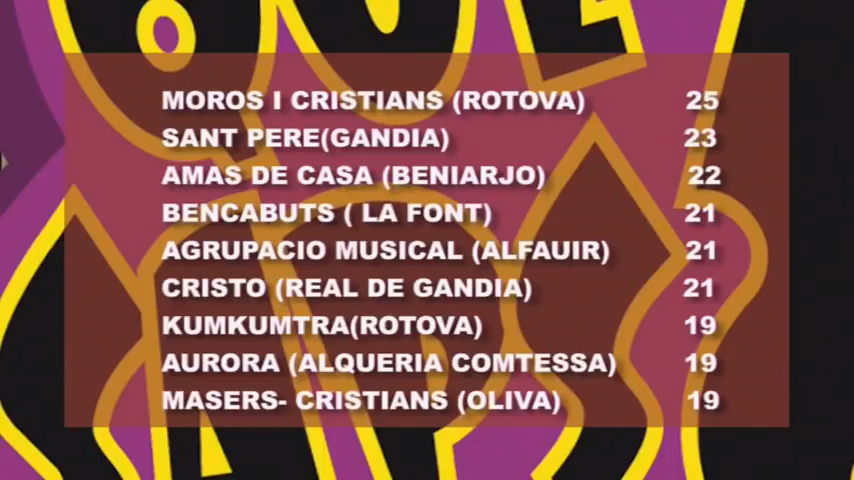 MOROS I CRISTIANS (ROTOVA) 25
SANT PERE(GANDIA) 23
AMAS DE CASA (BENIARJO) 22
BENCABUTS ( LA FONT) 21
AGRUPACIO MUSICAL (ALFAUIR) 21
CRISTO (REAL DE GANDIA) 21
KUMKUMTRA(ROTOVA) 19
AURORA (ALQUERIA COMTESSA) 19
MASERS- CRISTIANS (OLIVA) 19